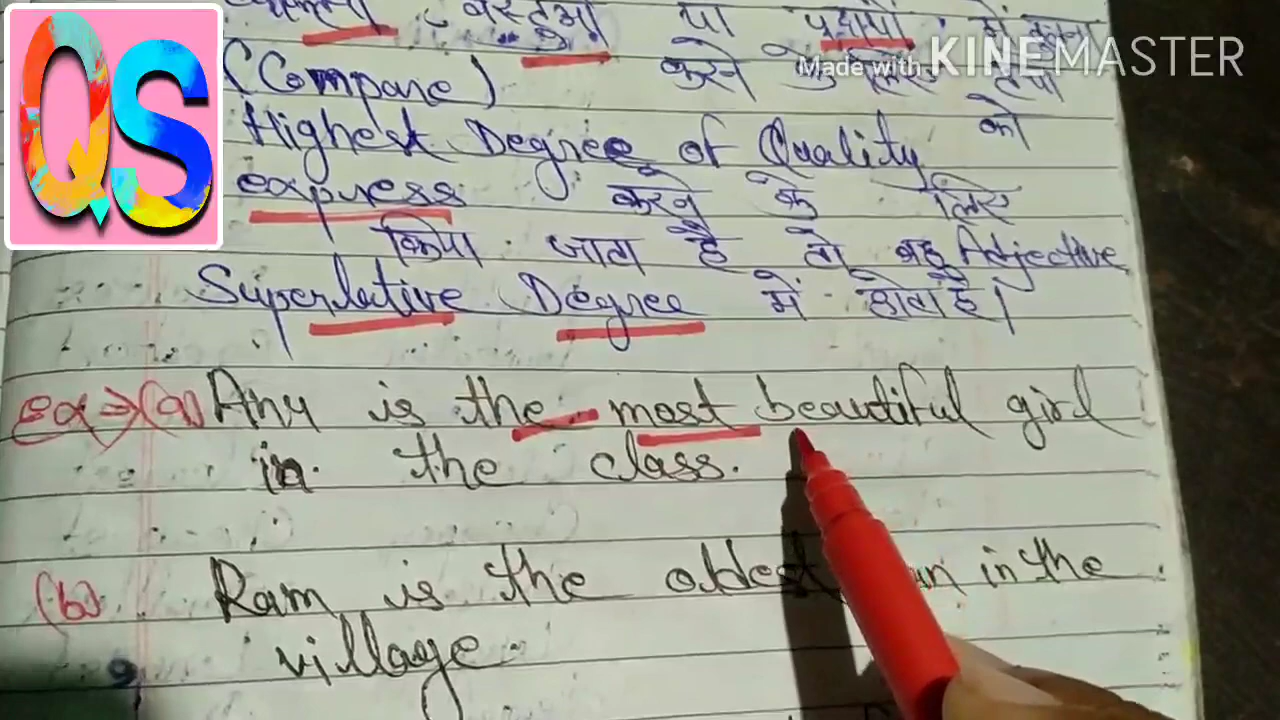 वस्तुओं या पदार्थों में
Made with KINEMASTER
(Compare) करने के लिए तथा
Highest Degree of Quality को
express करने के लिए
किया जाता है तो वह Adjective
Superlative Degree में होता है।
ex⇒(a) Anu is the most beautiful girl
in the class.
(b) Ram is the oldest in the
village.
QS